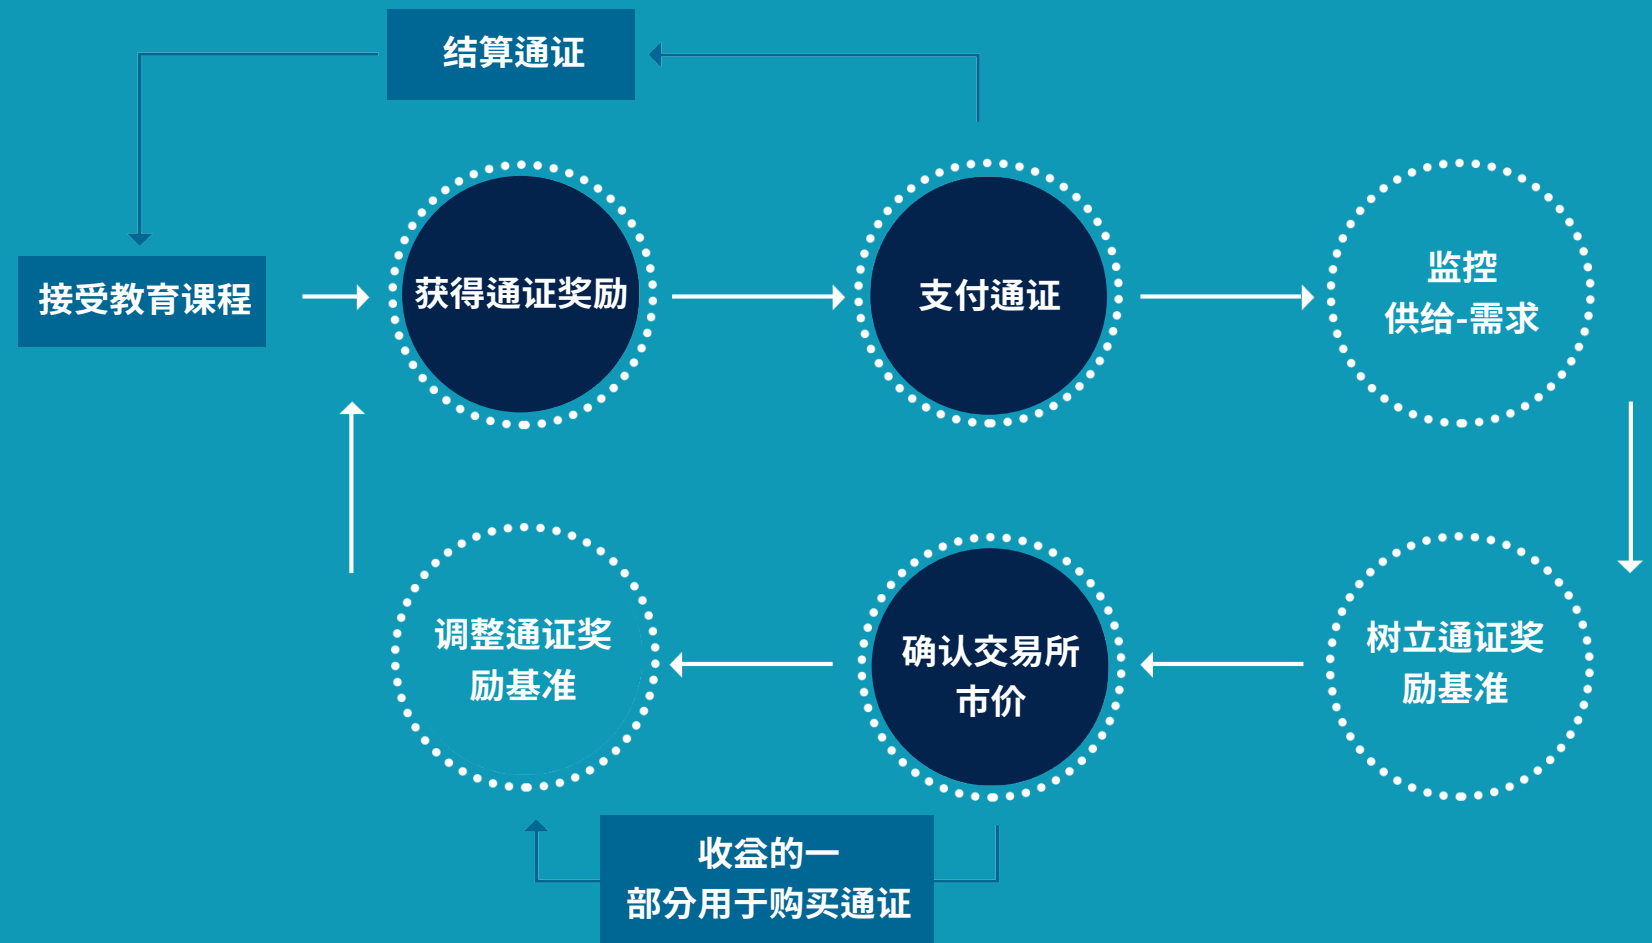 结算通证
接受教育课程
获得通证奖励
支付通证
监控
供给-需求
调整通证奖
励基准
确认交易所
市价
树立通证奖
励基准
收益的一
部分用于购买通证